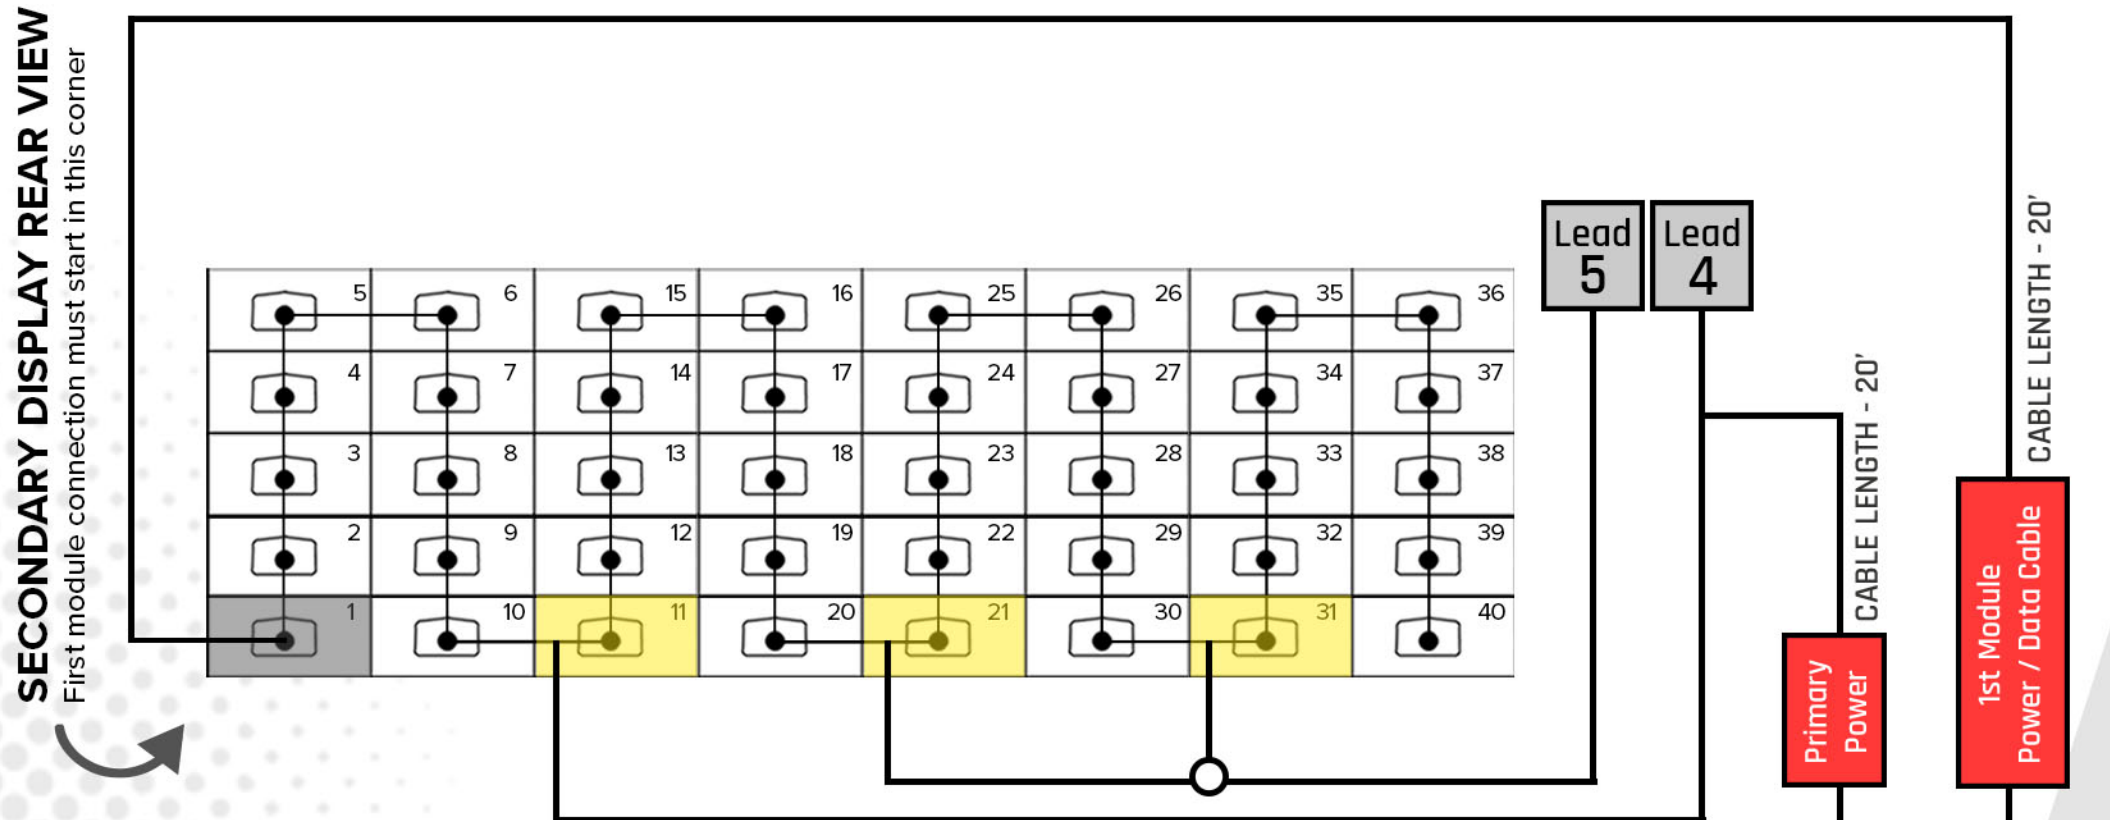 SECONDARY DISPLAY REAR VIEW
First module connection must start in this corner
5 6 15 16 25 26 35 36
4 7 14 17 24 27 34 37
3 8 13 18 23 28 33 38
2 9 12 19 22 29 32 39
1 10 11 20 21 30 31 40
Lead
5
Lead
4
CABLE LENGTH - 20'
Primary
Power
CABLE LENGTH - 20'
1st Module
Power / Data Cable